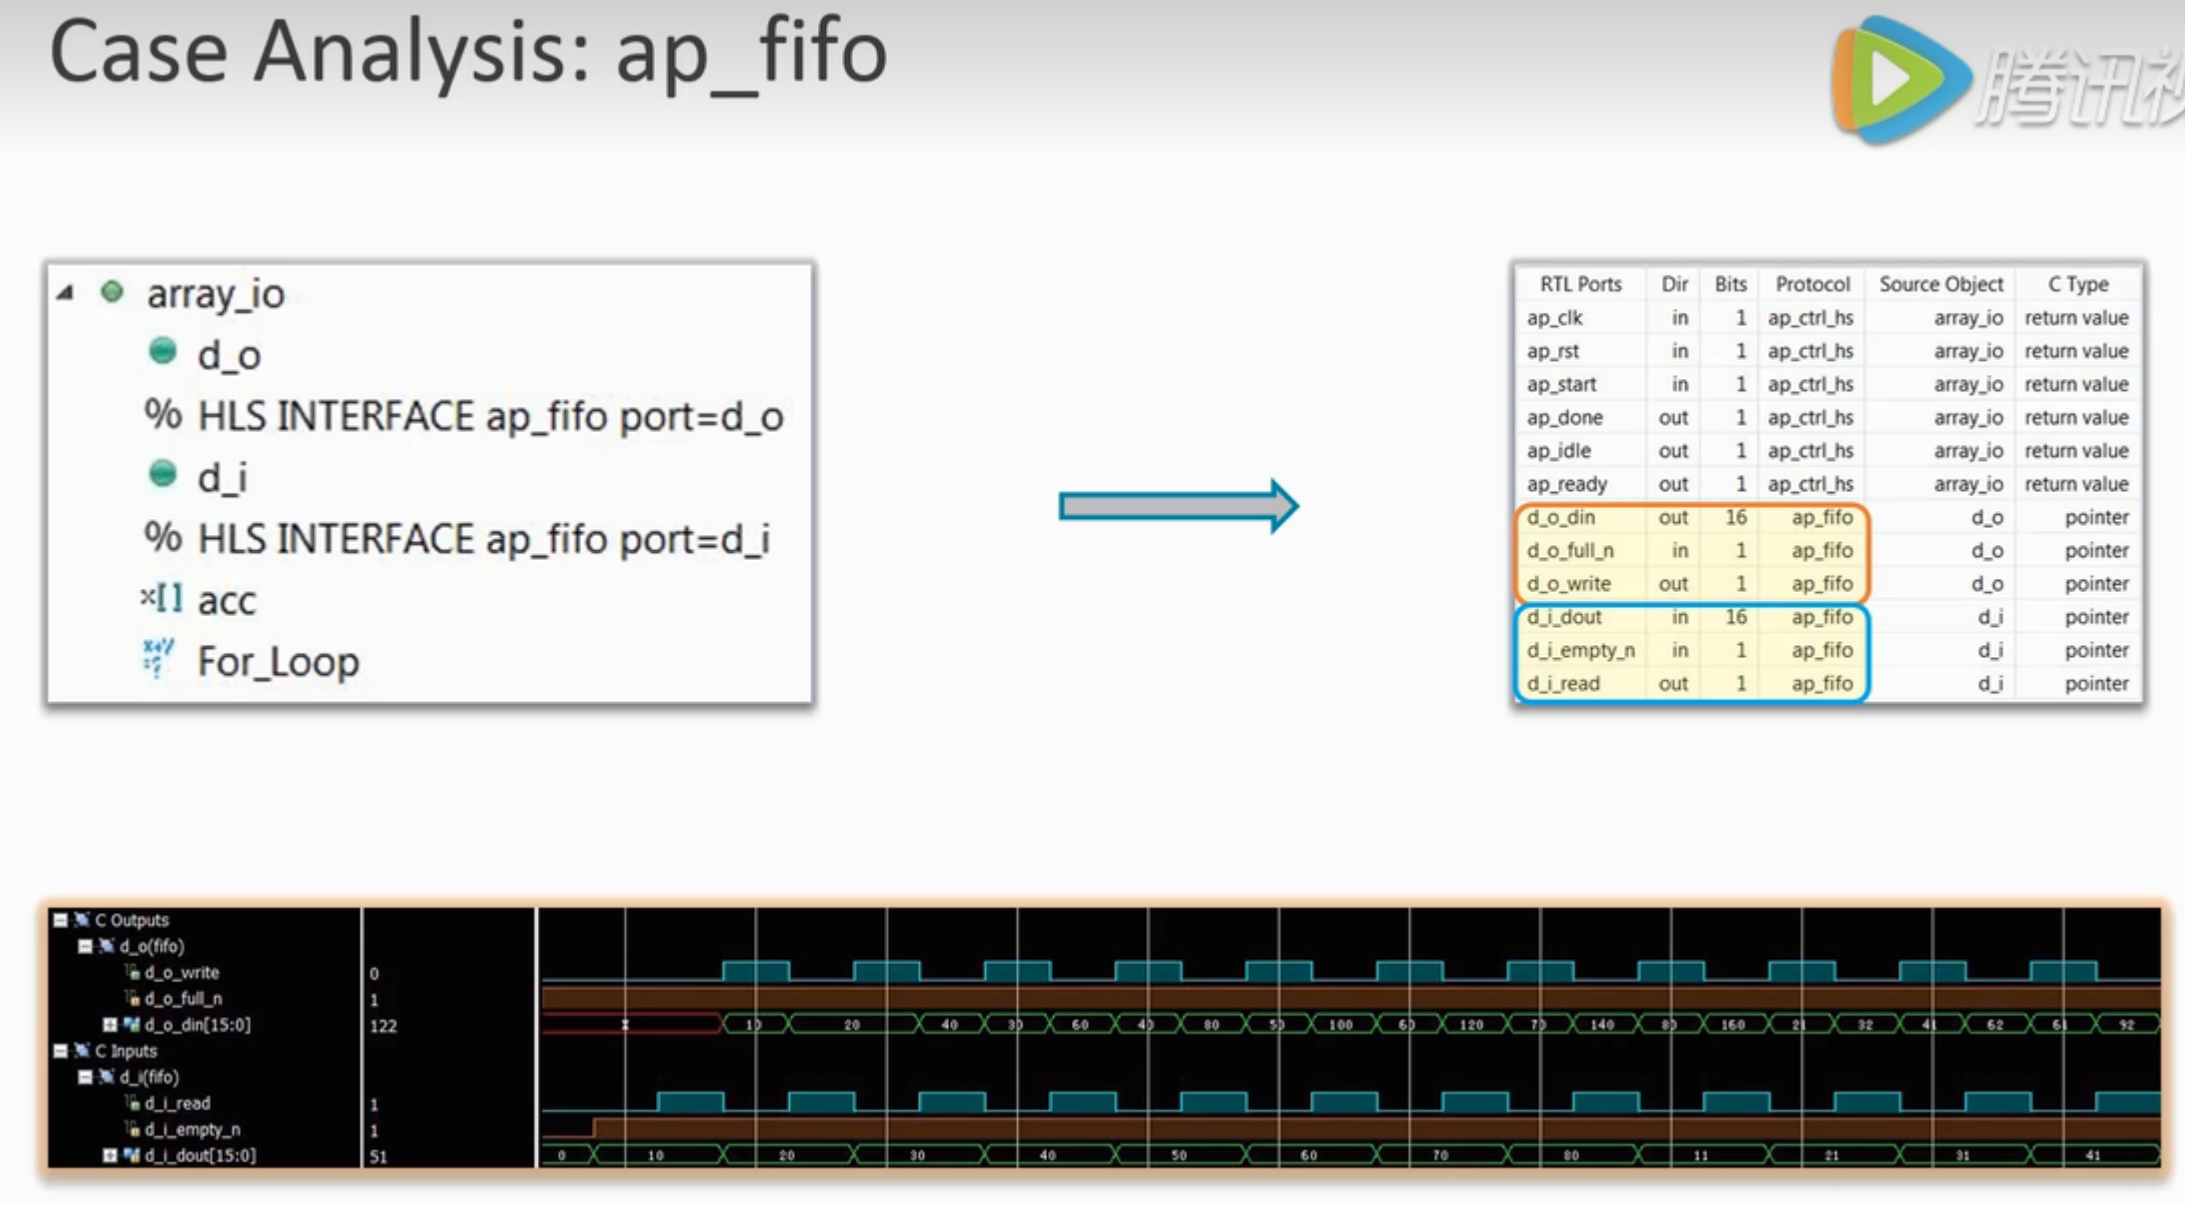 Case Analysis: ap_fifo
腾讯视
array_io
d_o
% HLS INTERFACE ap_fifo port=d_o
d_i
% HLS INTERFACE ap_fifo port=d_i
x[] acc
For_Loop
RTL Ports Dir Bits Protocol Source Object C Type
ap_clk in 1 ap_ctrl_hs array_io return value
ap_rst in 1 ap_ctrl_hs array_io return value
ap_start in 1 ap_ctrl_hs array_io return value
ap_done out 1 ap_ctrl_hs array_io return value
ap_idle out 1 ap_ctrl_hs array_io return value
ap_ready out 1 ap_ctrl_hs array_io return value
d_o_din out 16 ap_fifo d_o pointer
d_o_full_n in 1 ap_fifo d_o pointer
d_o_write out 1 ap_fifo d_o pointer
d_i_dout in 16 ap_fifo d_i pointer
d_i_empty_n in 1 ap_fifo d_i pointer
d_i_read out 1 ap_fifo d_i pointer
C Outputs
d_o(fifo)
d_o_write 0
d_o_full_n 1
d_o_din[15:0] 122 X 10 20 40 30 60 40 80 50 100 60 120 70 140 80 160 21 32 41 62 61 92
C Inputs
d_i(fifo)
d_i_read 1
d_i_empty_n 1
d_i_dout[15:0] 51 0 10 20 30 40 50 60 70 80 11 21 31 41